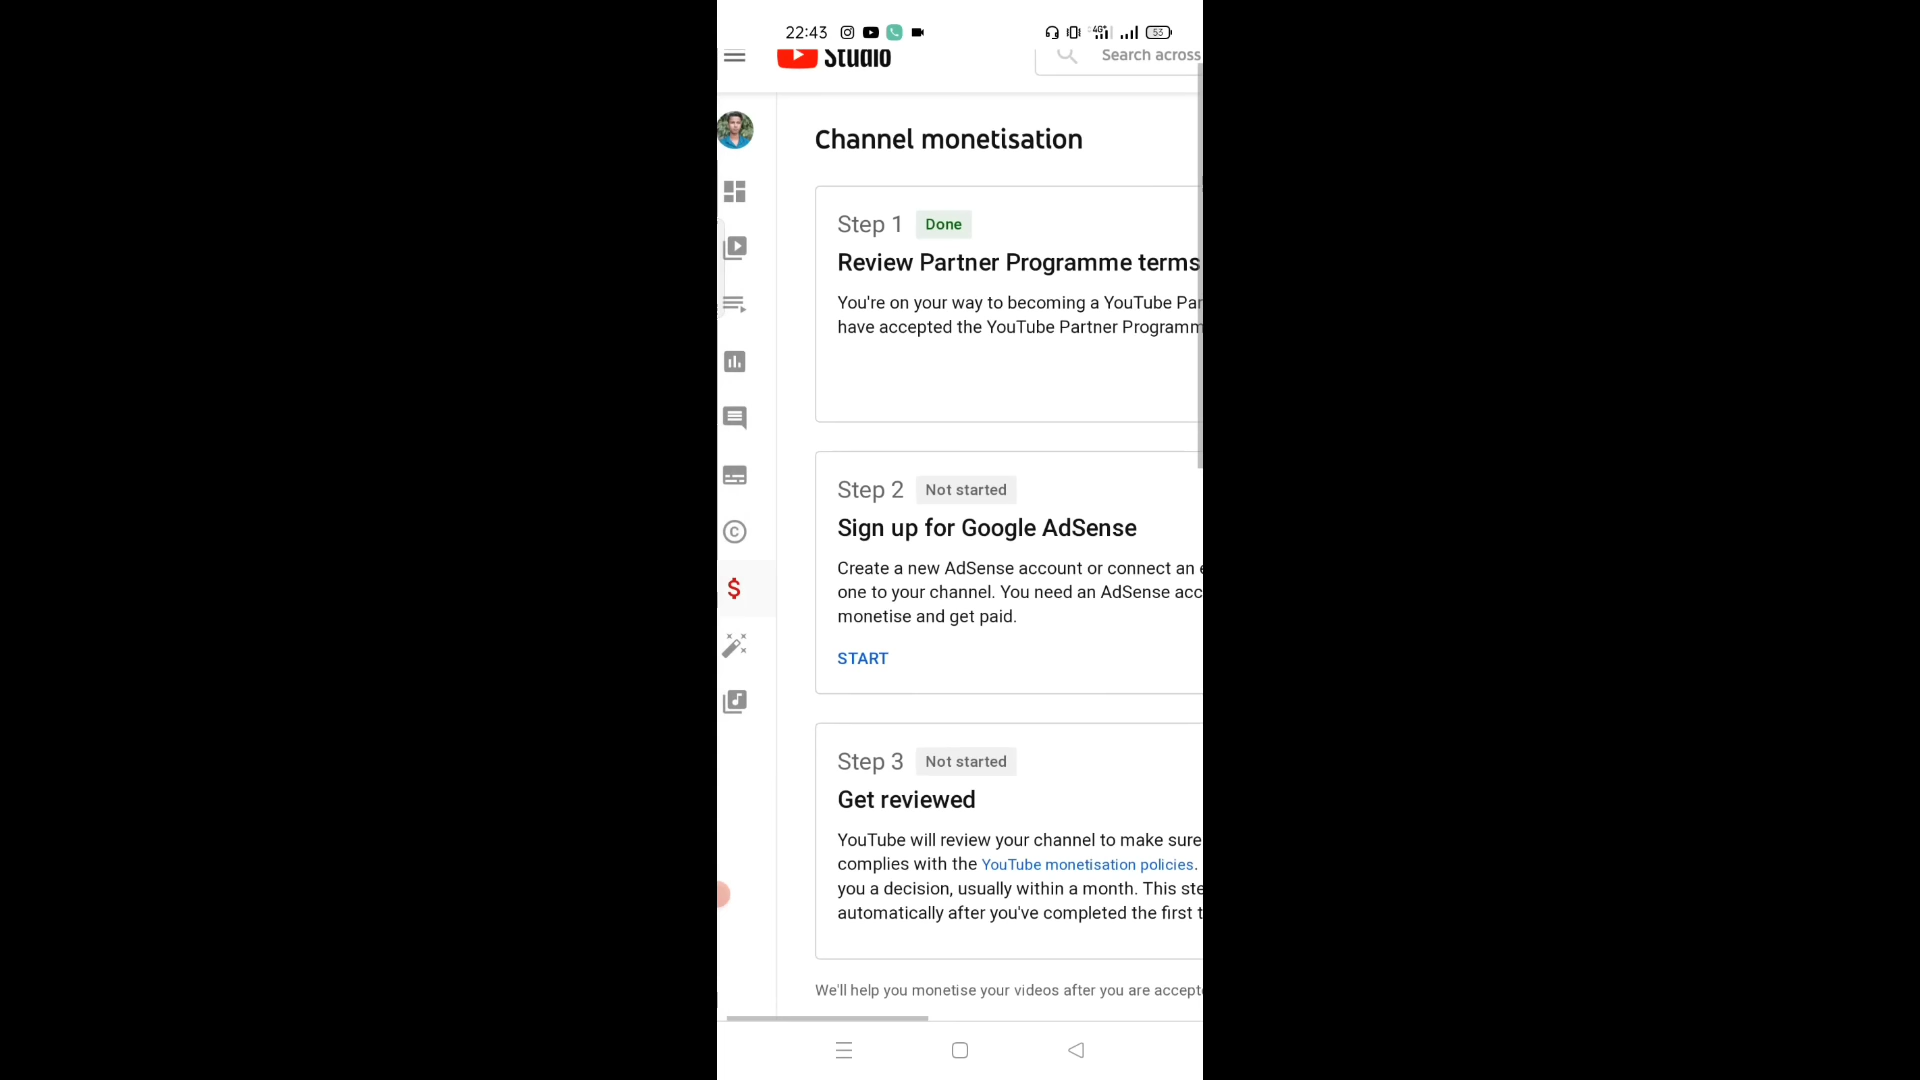 22:43
4G+
53
Studio
Search across
Channel monetisation
Step 1 Done
Review Partner Programme terms
You're on your way to becoming a YouTube Par
have accepted the YouTube Partner Programm
Step 2 Not started
Sign up for Google AdSense
Create a new AdSense account or connect an e
one to your channel. You need an AdSense acc
monetise and get paid.
START
Step 3 Not started
Get reviewed
YouTube will review your channel to make sure
complies with the YouTube monetisation policies.
you a decision, usually within a month. This ste
automatically after you've completed the first t
We'll help you monetise your videos after you are accept